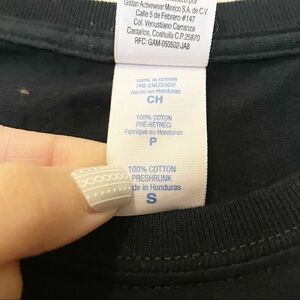 Gildan Activewear Mexico S.A. de C.V.
Calle 5 de Febrero #147
Col. Venustiano Carranza
Castaños, Coahuila C.P. 25870
RFC: GAM-050502-JA8
100% ALGODON
PRE-ENCOGIDO
Hecho en Honduras
CH
100% COTON
PRÉ-RÉTRÉCI
Fabriqué au Honduras
P
100% COTTON
PRESHRUNK
de in Honduras
S